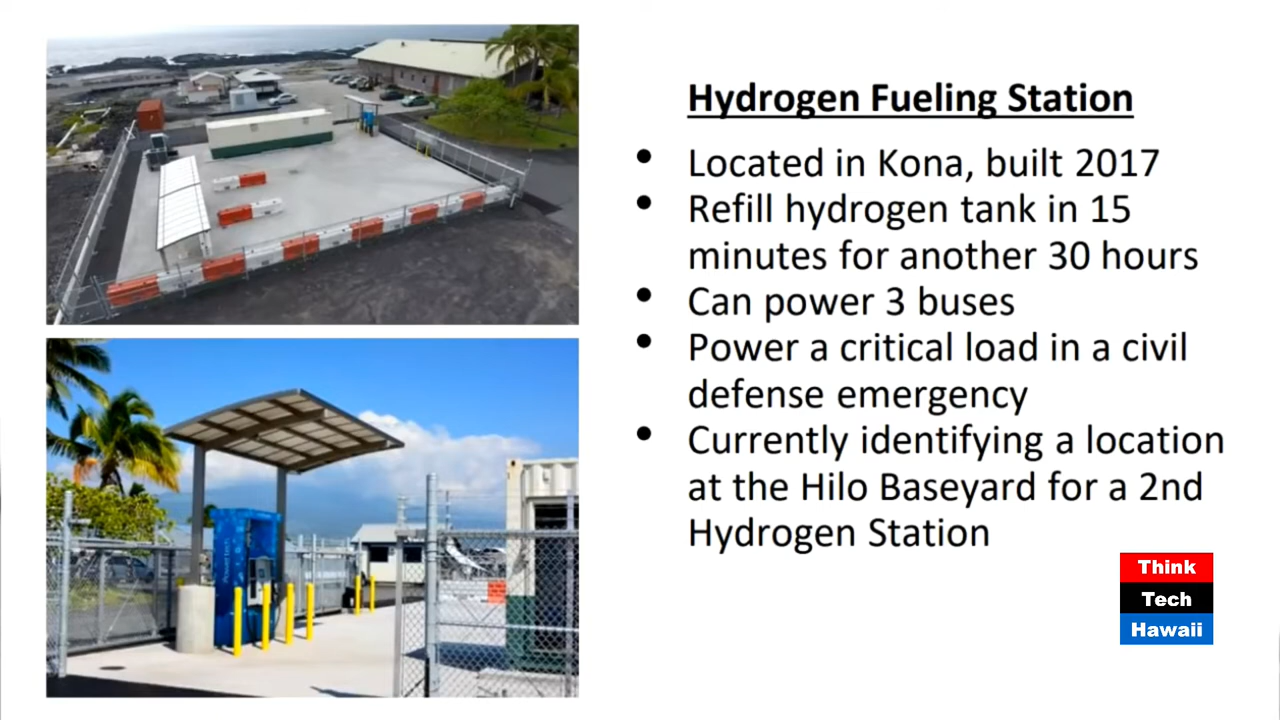 Hydrogen Fueling Station
• Located in Kona, built 2017
• Refill hydrogen tank in 15
minutes for another 30 hours
• Can power 3 buses
• Power a critical load in a civil
defense emergency
• Currently identifying a location
at the Hilo Baseyard for a 2nd
Hydrogen Station
Think
Tech
Hawaii